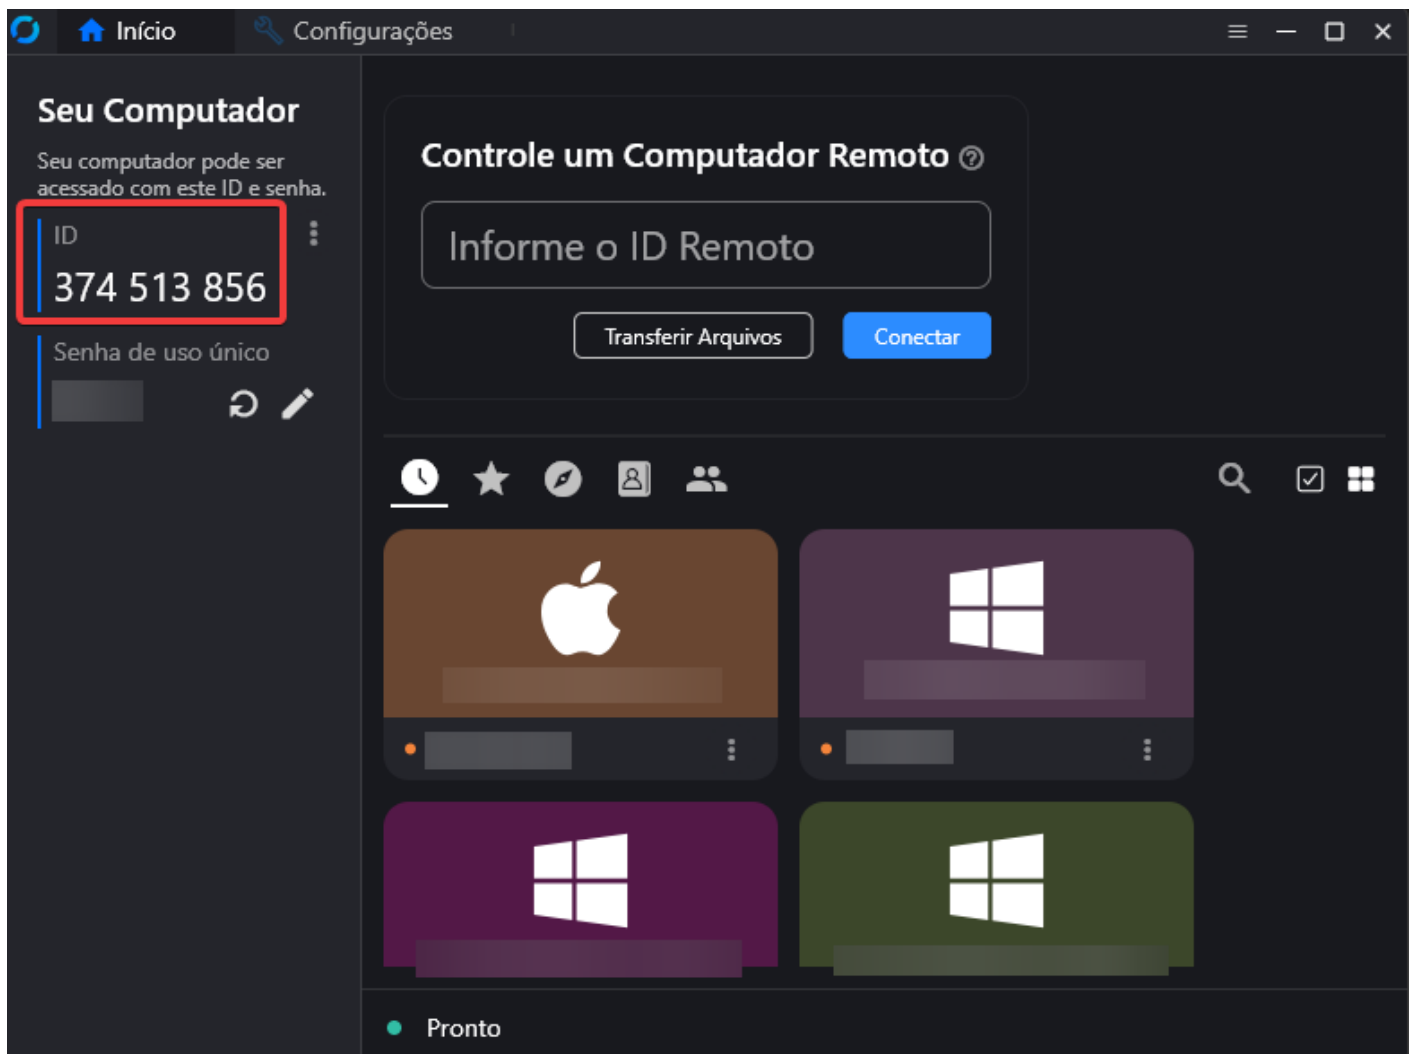 Início
Configurações
Seu Computador
Seu computador pode ser
acessado com este ID e senha.
ID
374 513 856
Senha de uso único
Controle um Computador Remoto
Informe o ID Remoto
Transferir Arquivos
Conectar
Pronto